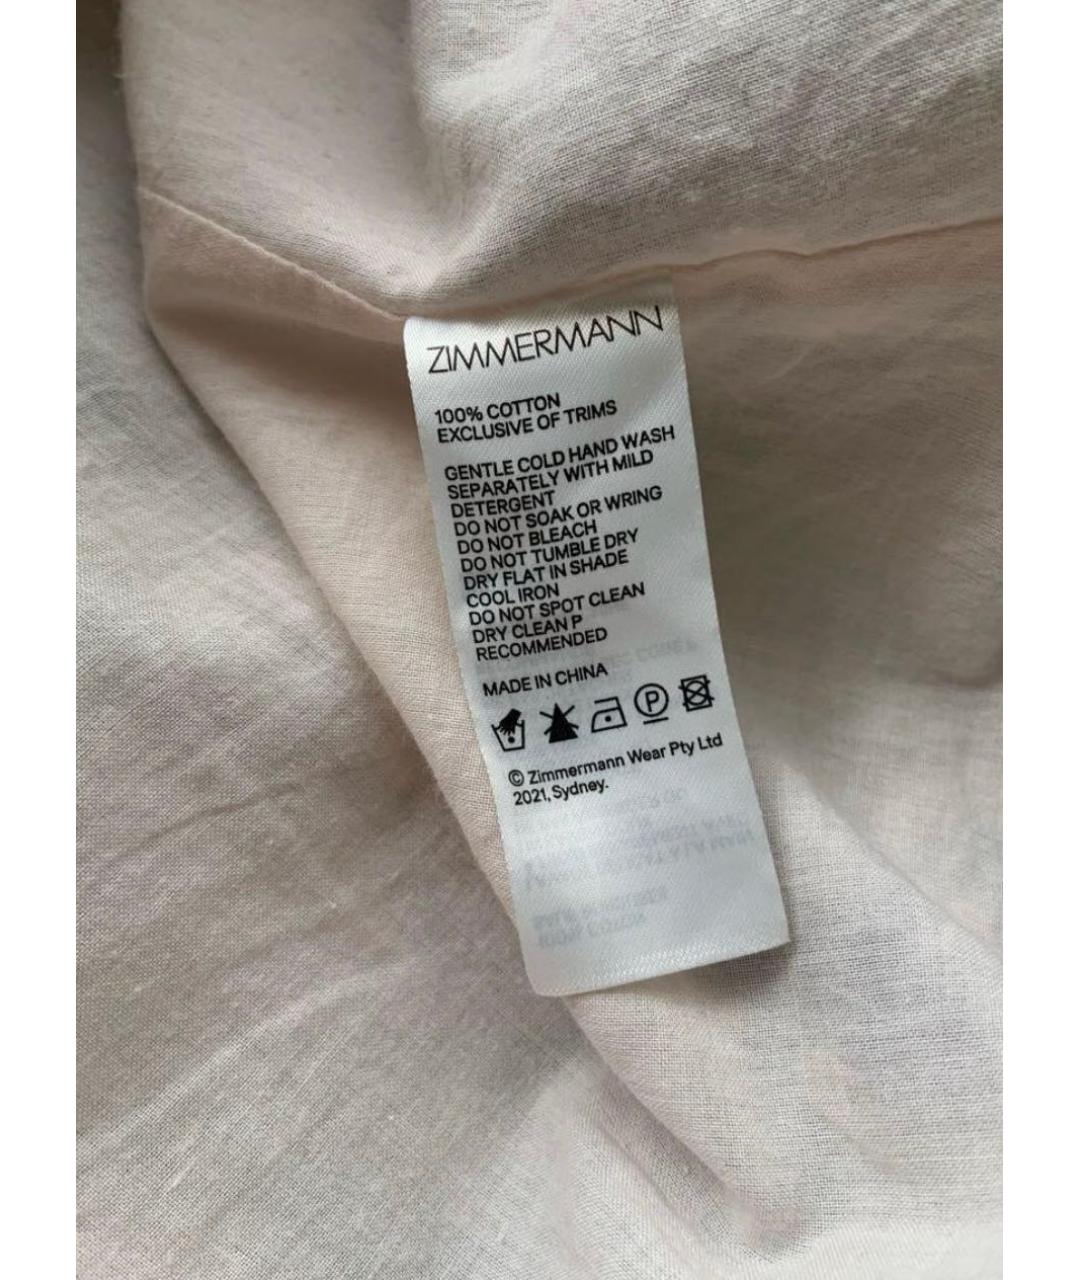 ZIMMERMANN
100% COTTON
EXCLUSIVE OF TRIMS
GENTLE COLD HAND WASH
SEPARATELY WITH MILD
DETERGENT
DO NOT SOAK OR WRING
DO NOT BLEACH
DO NOT TUMBLE DRY
DRY FLAT IN SHADE
COOL IRON
DO NOT SPOT CLEAN
DRY CLEAN P
RECOMMENDED
MADE IN CHINA
P
© Zimmermann Wear Pty Ltd
2021, Sydney.